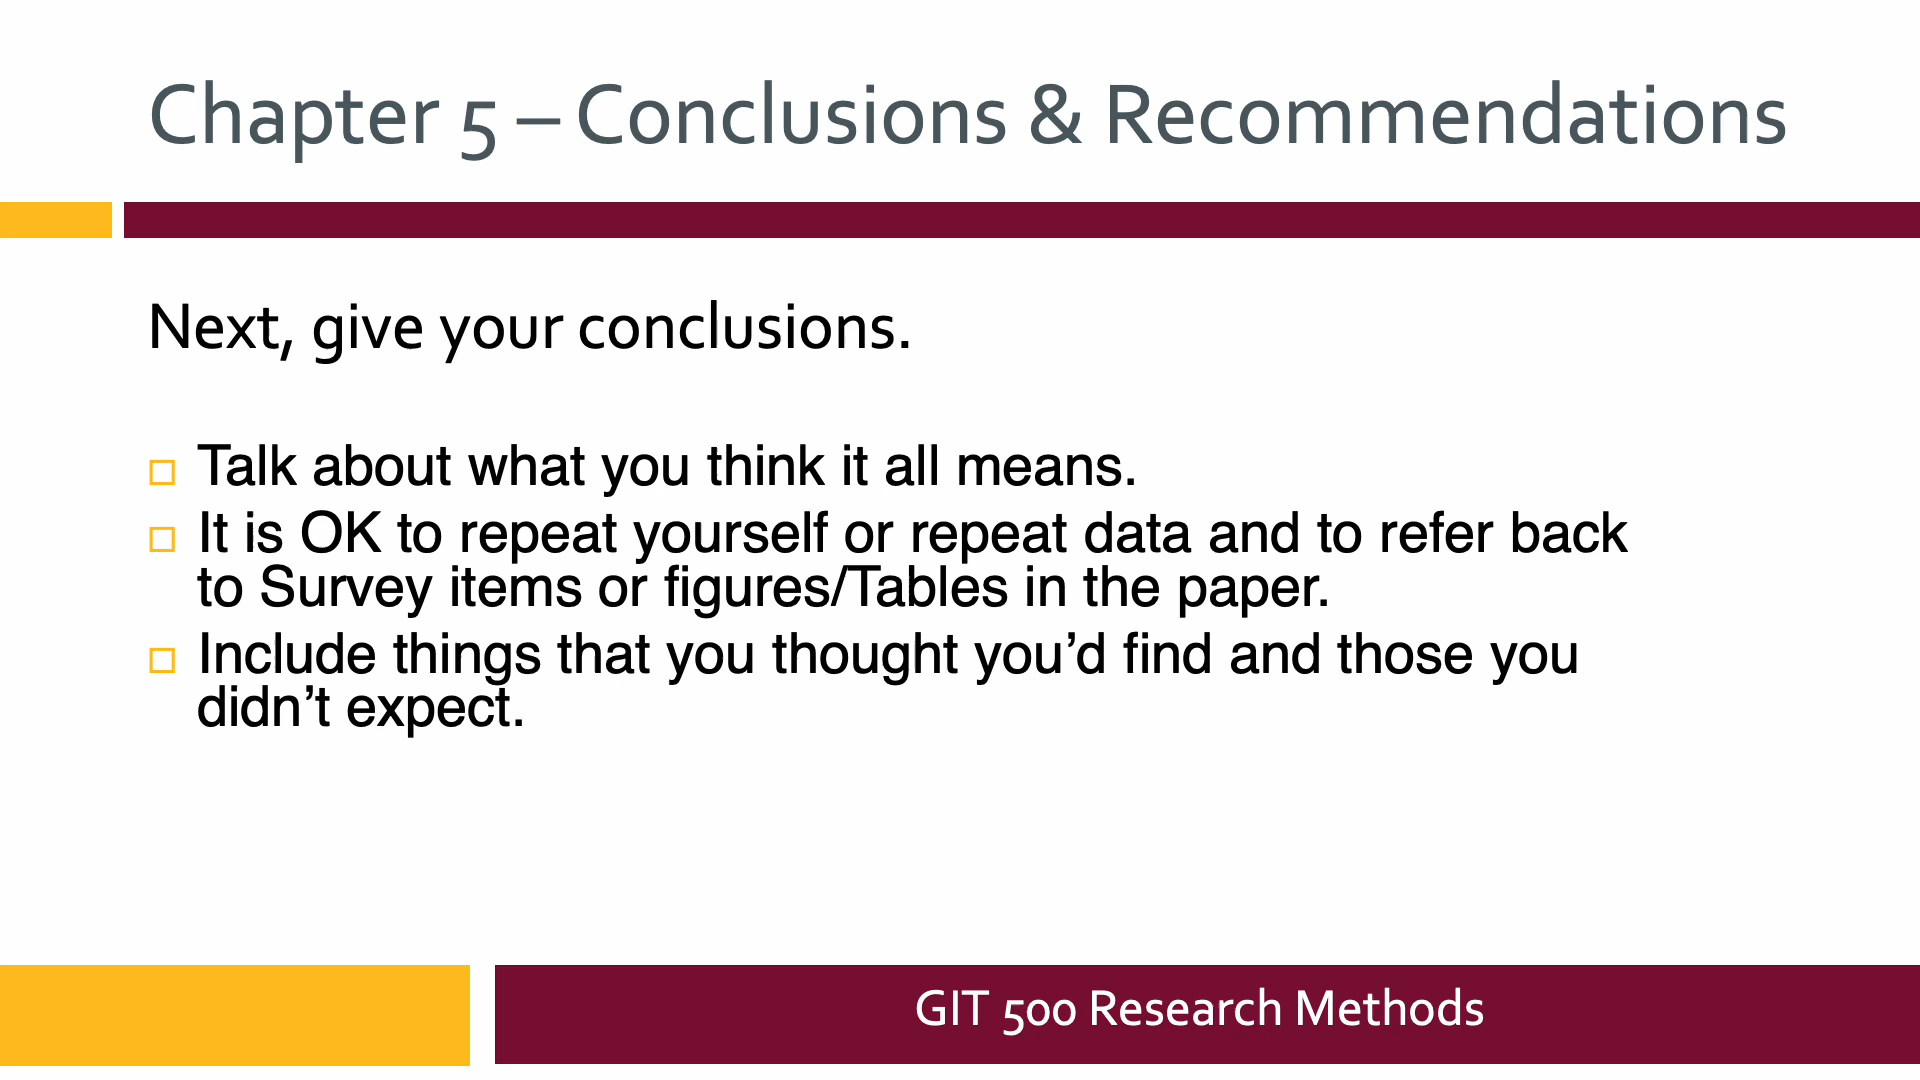 Chapter 5 – Conclusions & Recommendations
Next, give your conclusions.
Talk about what you think it all means.
It is OK to repeat yourself or repeat data and to refer back
to Survey items or figures/Tables in the paper.
Include things that you thought you’d find and those you
didn’t expect.
GIT 500 Research Methods